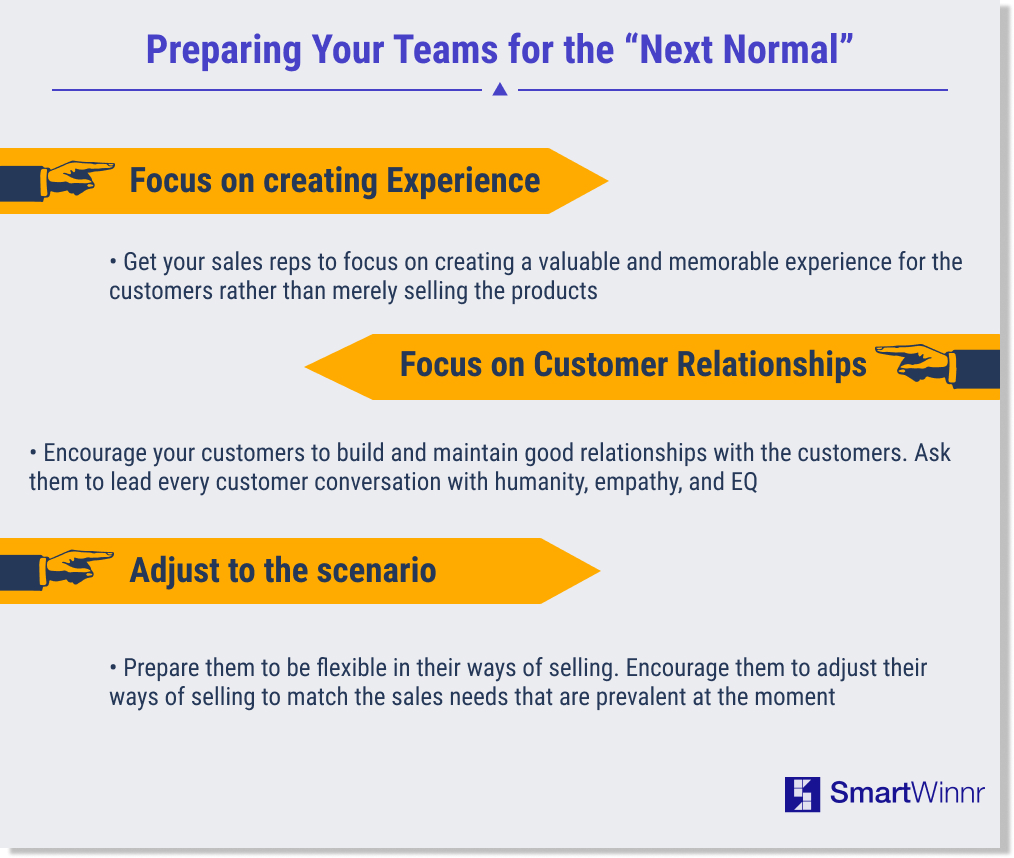 Preparing Your Teams for the “Next Normal”
Focus on creating Experience
• Get your sales reps to focus on creating a valuable and memorable experience for the
customers rather than merely selling the products
Focus on Customer Relationships
• Encourage your customers to build and maintain good relationships with the customers. Ask
them to lead every customer conversation with humanity, empathy, and EQ
Adjust to the scenario
• Prepare them to be flexible in their ways of selling. Encourage them to adjust their
ways of selling to match the sales needs that are prevalent at the moment
SmartWinnr